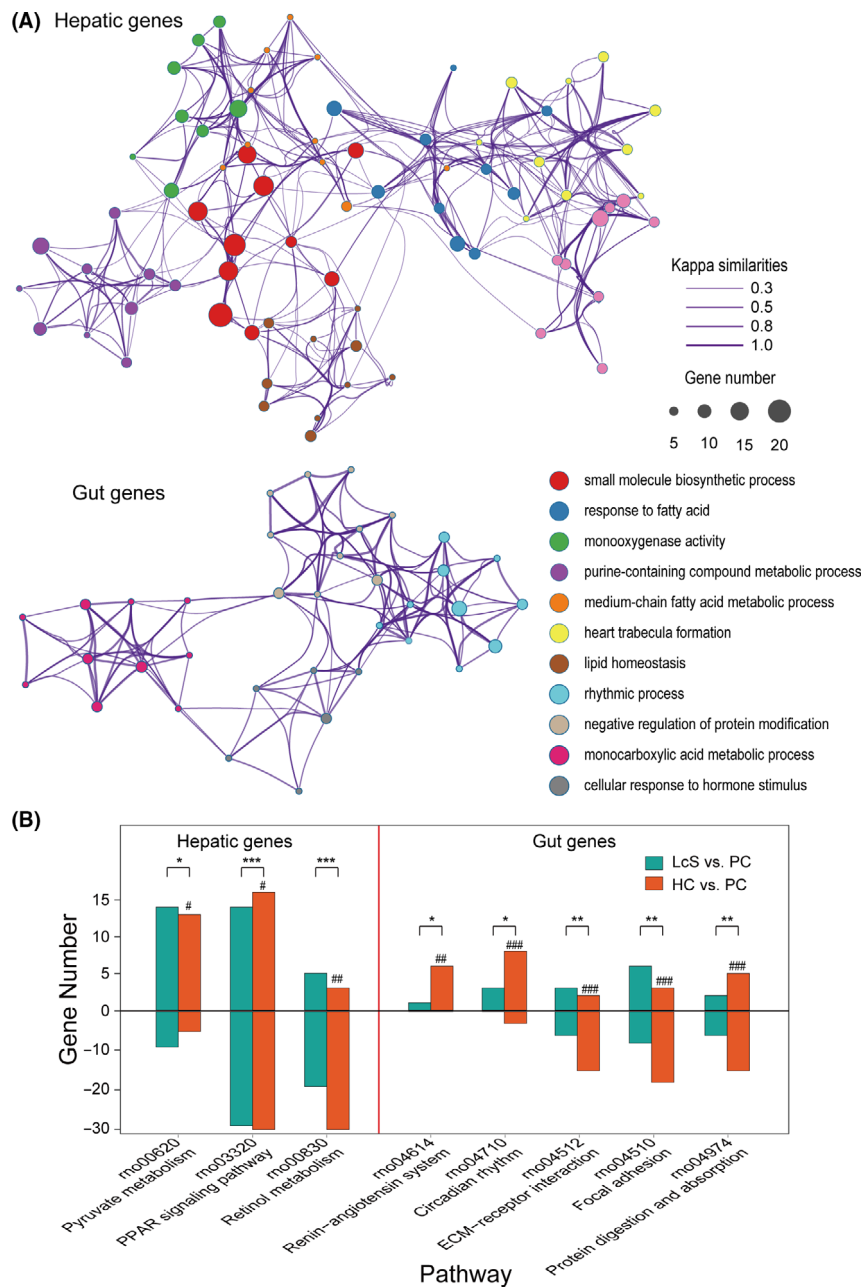 (A)
Hepatic genes
Kappa similarities
0.3
0.5
0.8
1.0
Gene number
5 10 15 20
Gut genes
small molecule biosynthetic process
response to fatty acid
monooxygenase activity
purine-containing compound metabolic process
medium-chain fatty acid metabolic process
heart trabecula formation
lipid homeostasis
rhythmic process
negative regulation of protein modification
monocarboxylic acid metabolic process
cellular response to hormone stimulus
(B)
Hepatic genes
Gut genes
LcS vs. PC
HC vs. PC
* *** *** * * ** ** **
# # ## ## ### ### ### ###
Gene Number
15
10
5
0
−10
−20
−30
rno00620
Pyruvate metabolism
rno03320
PPAR signaling pathway
rno00830
Retinol metabolism
rno04614
Renin−angiotensin system
rno04710
Circadian rhythm
rno04512
ECM−receptor interaction
rno04510
Focal adhesion
rno04974
Protein digestion and absorption
Pathway